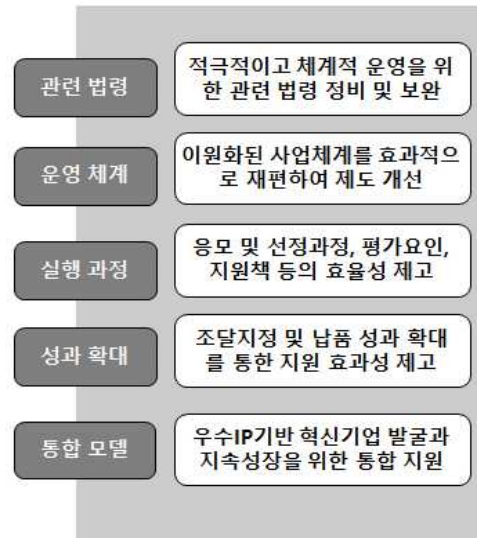 관련 법령
적극적이고 체계적 운영을 위
한 관련 법령 정비 및 보완
운영 체계
이원화된 사업체계를 효과적으
로 재편하여 제도 개선
실행 과정
응모 및 선정과정, 평가요인,
지원책 등의 효율성 제고
성과 확대
조달지정 및 납품 성과 확대
를 통한 지원 효과성 제고
통합 모델
우수IP기반 혁신기업 발굴과
지속성장을 위한 통합 지원